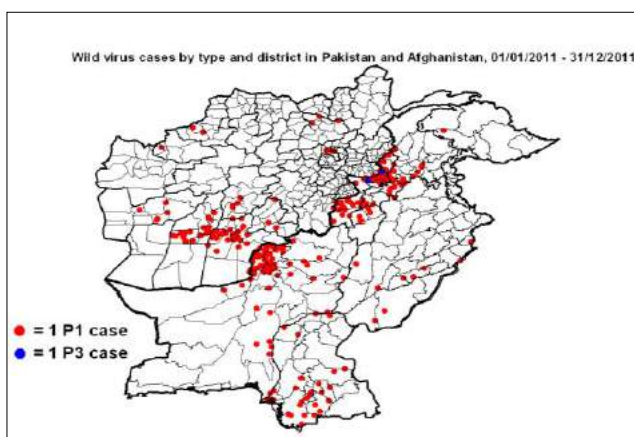 Wild virus cases by type and district in Pakistan and Afghanistan, 01/01/2011 - 31/12/2011
= 1 P1 case
= 1 P3 case